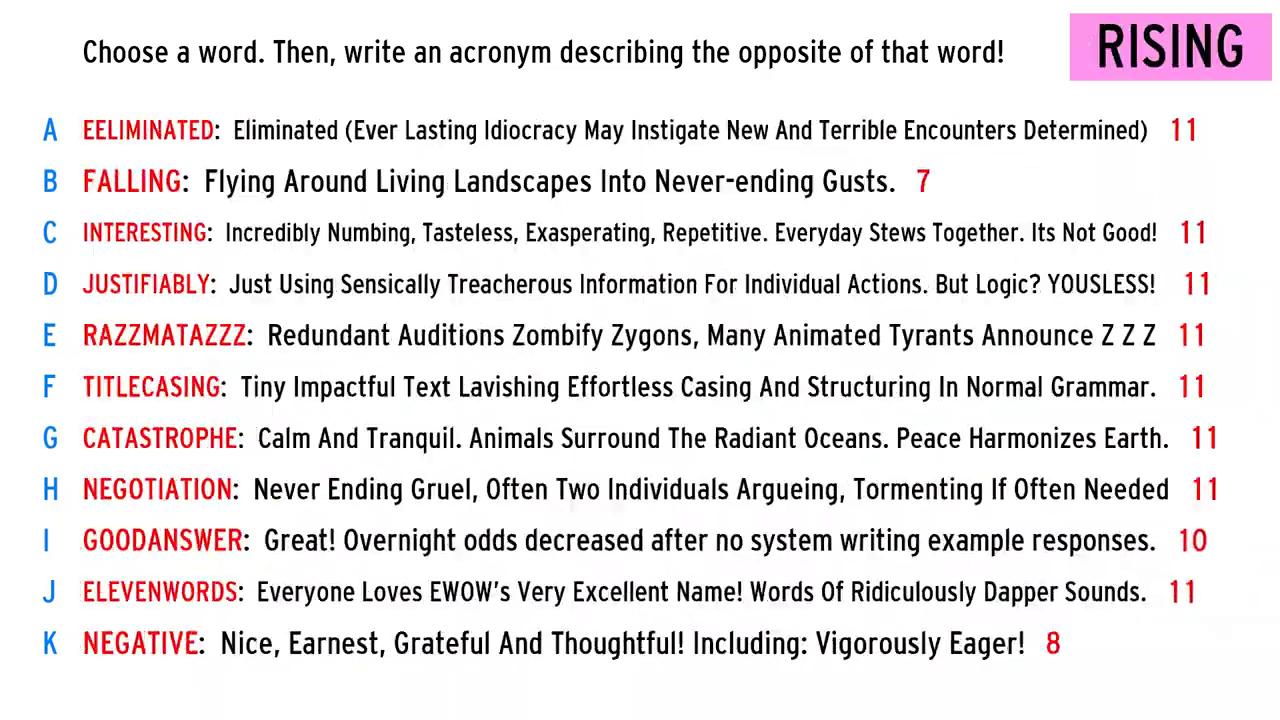 Choose a word. Then, write an acronym describing the opposite of that word!
RISING
A EELIMINATED: Eliminated (Ever Lasting Idiocracy May Instigate New And Terrible Encounters Determined) 11
B FALLING: Flying Around Living Landscapes Into Never-ending Gusts. 7
C INTERESTING: Incredibly Numbing, Tasteless, Exasperating, Repetitive. Everyday Stews Together. Its Not Good! 11
D JUSTIFIABLY: Just Using Sensically Treacherous Information For Individual Actions. But Logic? YOUSLESS! 11
E RAZZMATAZZZ: Redundant Auditions Zombify Zygons, Many Animated Tyrants Announce Z Z Z 11
F TITLECASING: Tiny Impactful Text Lavishing Effortless Casing And Structuring In Normal Grammar. 11
G CATASTROPHE: Calm And Tranquil. Animals Surround The Radiant Oceans. Peace Harmonizes Earth. 11
H NEGOTIATION: Never Ending Gruel, Often Two Individuals Argueing, Tormenting If Often Needed 11
I GOODANSWER: Great! Overnight odds decreased after no system writing example responses. 10
J ELEVENWORDS: Everyone Loves EWOW's Very Excellent Name! Words Of Ridiculously Dapper Sounds. 11
K NEGATIVE: Nice, Earnest, Grateful And Thoughtful! Including: Vigorously Eager! 8